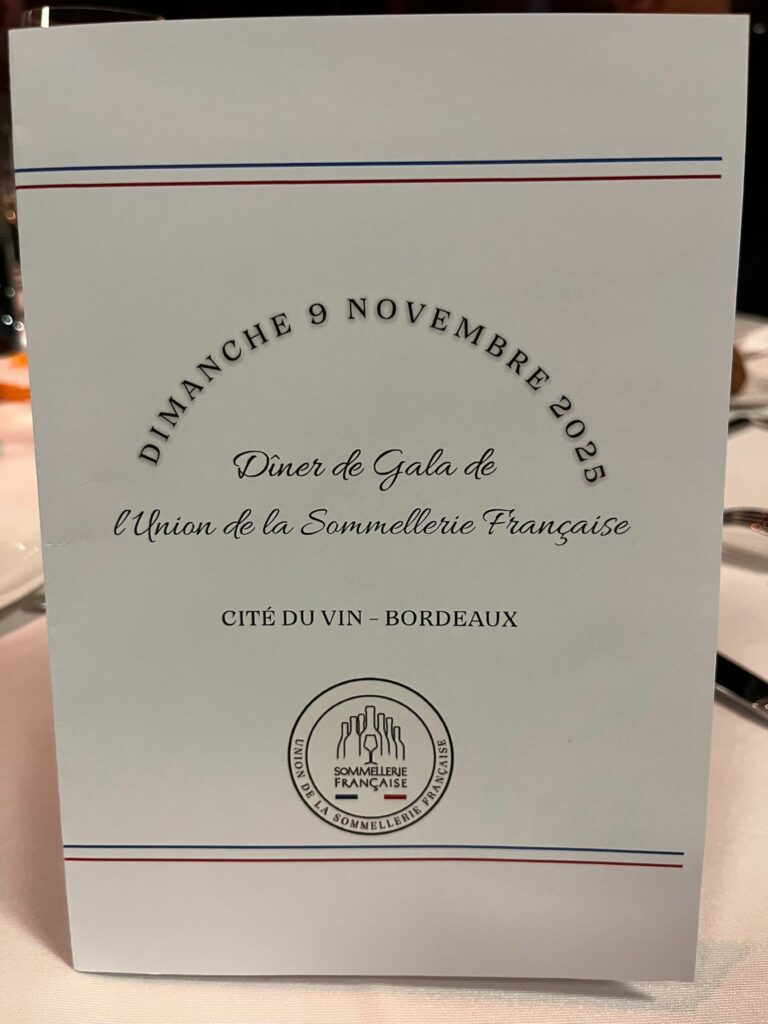 DIMANCHE 9 NOVEMBRE 2025
Dîner de Gala de
l'Union de la Sommellerie Française
CITÉ DU VIN – BORDEAUX
SOMMELLERIE
FRANÇAISE
UNION DE LA SOMMELLERIE FRANÇAISE